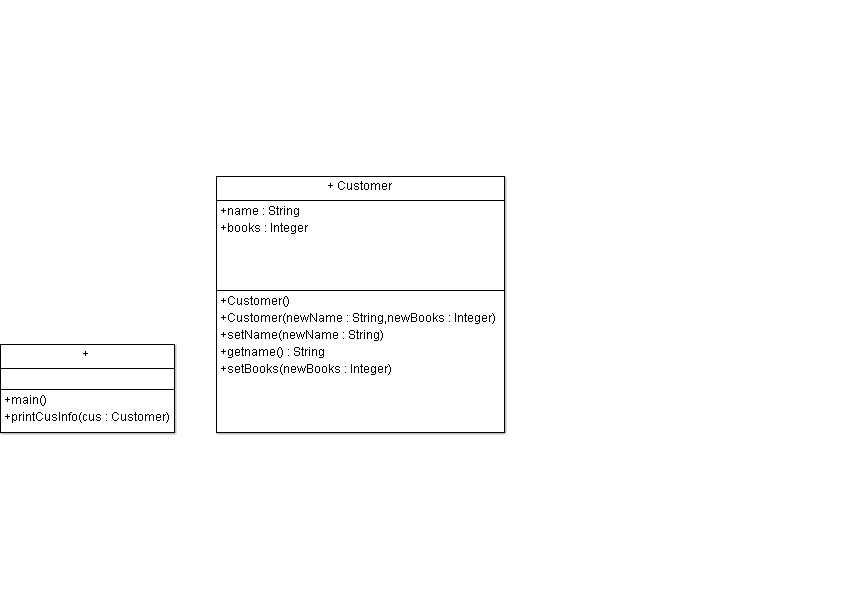 + Customer
+name : String
+books : Integer
+Customer()
+Customer(newName : String,newBooks : Integer)
+setName(newName : String)
+getname() : String
+setBooks(newBooks : Integer)
+
+main()
+printCusInfo(cus : Customer)